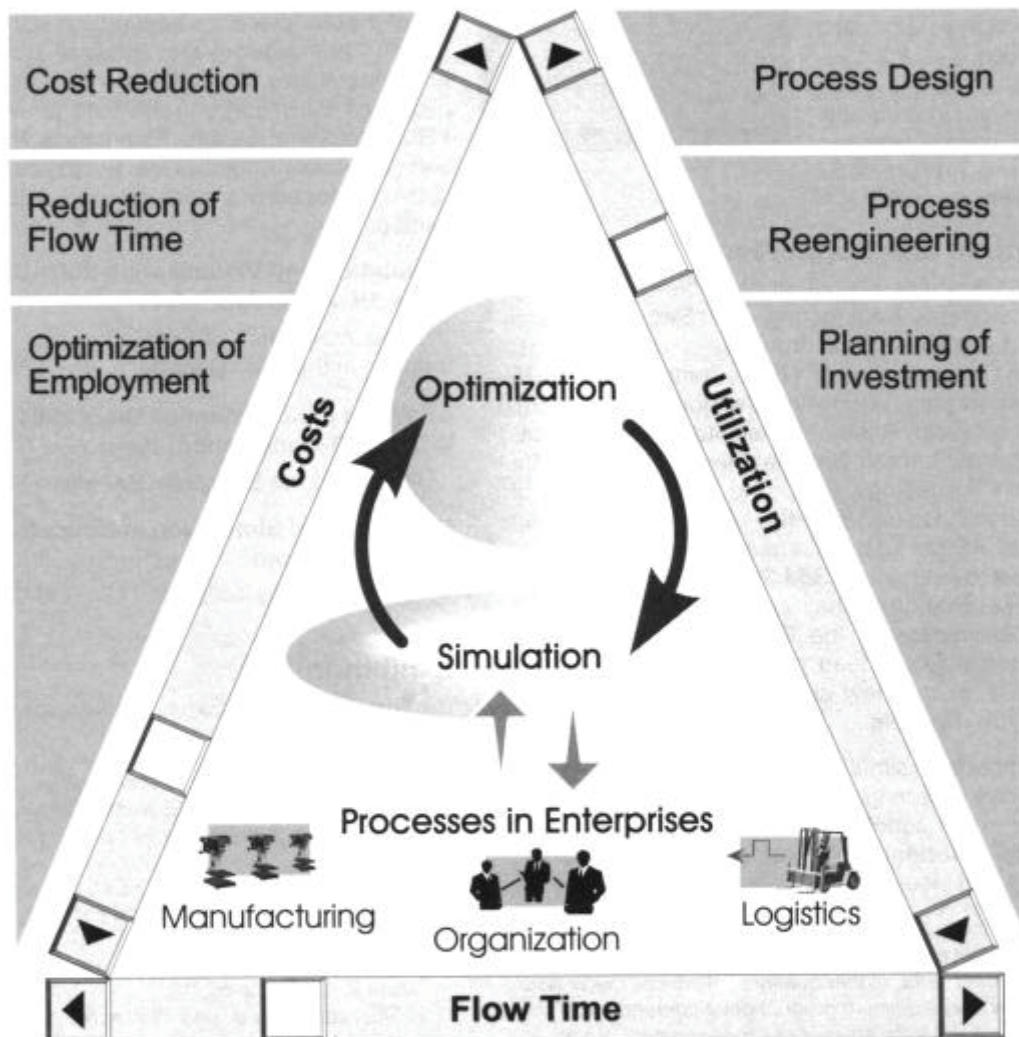 Cost Reduction
Process Design
Reduction of
Flow Time
Process
Reengineering
Optimization of
Employment
Planning of
Investment
Costs
Utilization
Optimization
Simulation
Processes in Enterprises
Manufacturing
Organization
Logistics
Flow Time